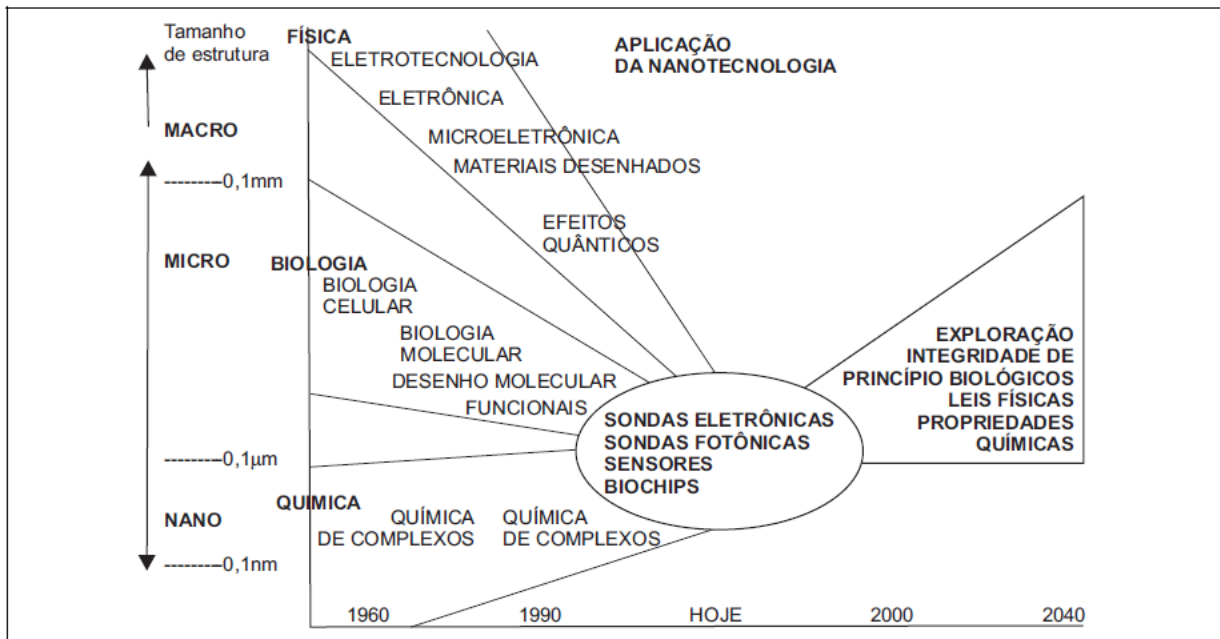 Tamanho
de estrutura
FÍSICA
ELETROTECNOLOGIA
APLICAÇÃO
DA NANOTECNOLOGIA
ELETRÔNICA
MACRO
MICROELETRÔNICA
MATERIAIS DESENHADOS
---------0,1mm
EFEITOS
QUÂNTICOS
MICRO
BIOLOGIA
BIOLOGIA
CELULAR
BIOLOGIA
MOLECULAR
DESENHO MOLECULAR
FUNCIONAIS
EXPLORAÇÃO
INTEGRIDADE DE
PRINCÍPIO BIOLÓGICOS
LEIS FÍSICAS
PROPRIEDADES
QUÍMICAS
SONDAS ELETRÔNICAS
SONDAS FOTÔNICAS
SENSORES
BIOCHIPS
---------0,1µm
QUIMICA
NANO
QUÍMICA
DE COMPLEXOS
QUÍMICA
DE COMPLEXOS
---------0,1nm
1960 1990 HOJE 2000 2040